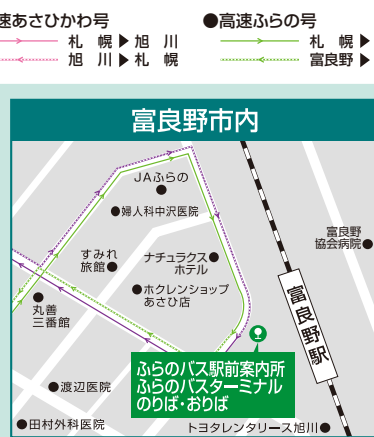 速あさひかわ号
札幌▶旭川
旭川▶札幌
●高速ふらの号
札幌▶
富良野▶
富良野市内
JAふらの
●婦人科中沢医院
すみれ
旅館●
ナチュラクス●
ホテル
●ホクレンショップ
あさひ店
富良野
協会病院●
富良野駅
丸善
三番館
ふらのバス駅前案内所
ふらのバスターミナル
のりば・おりば
●渡辺医院
●田村外科医院
トヨタレンタリース旭川●